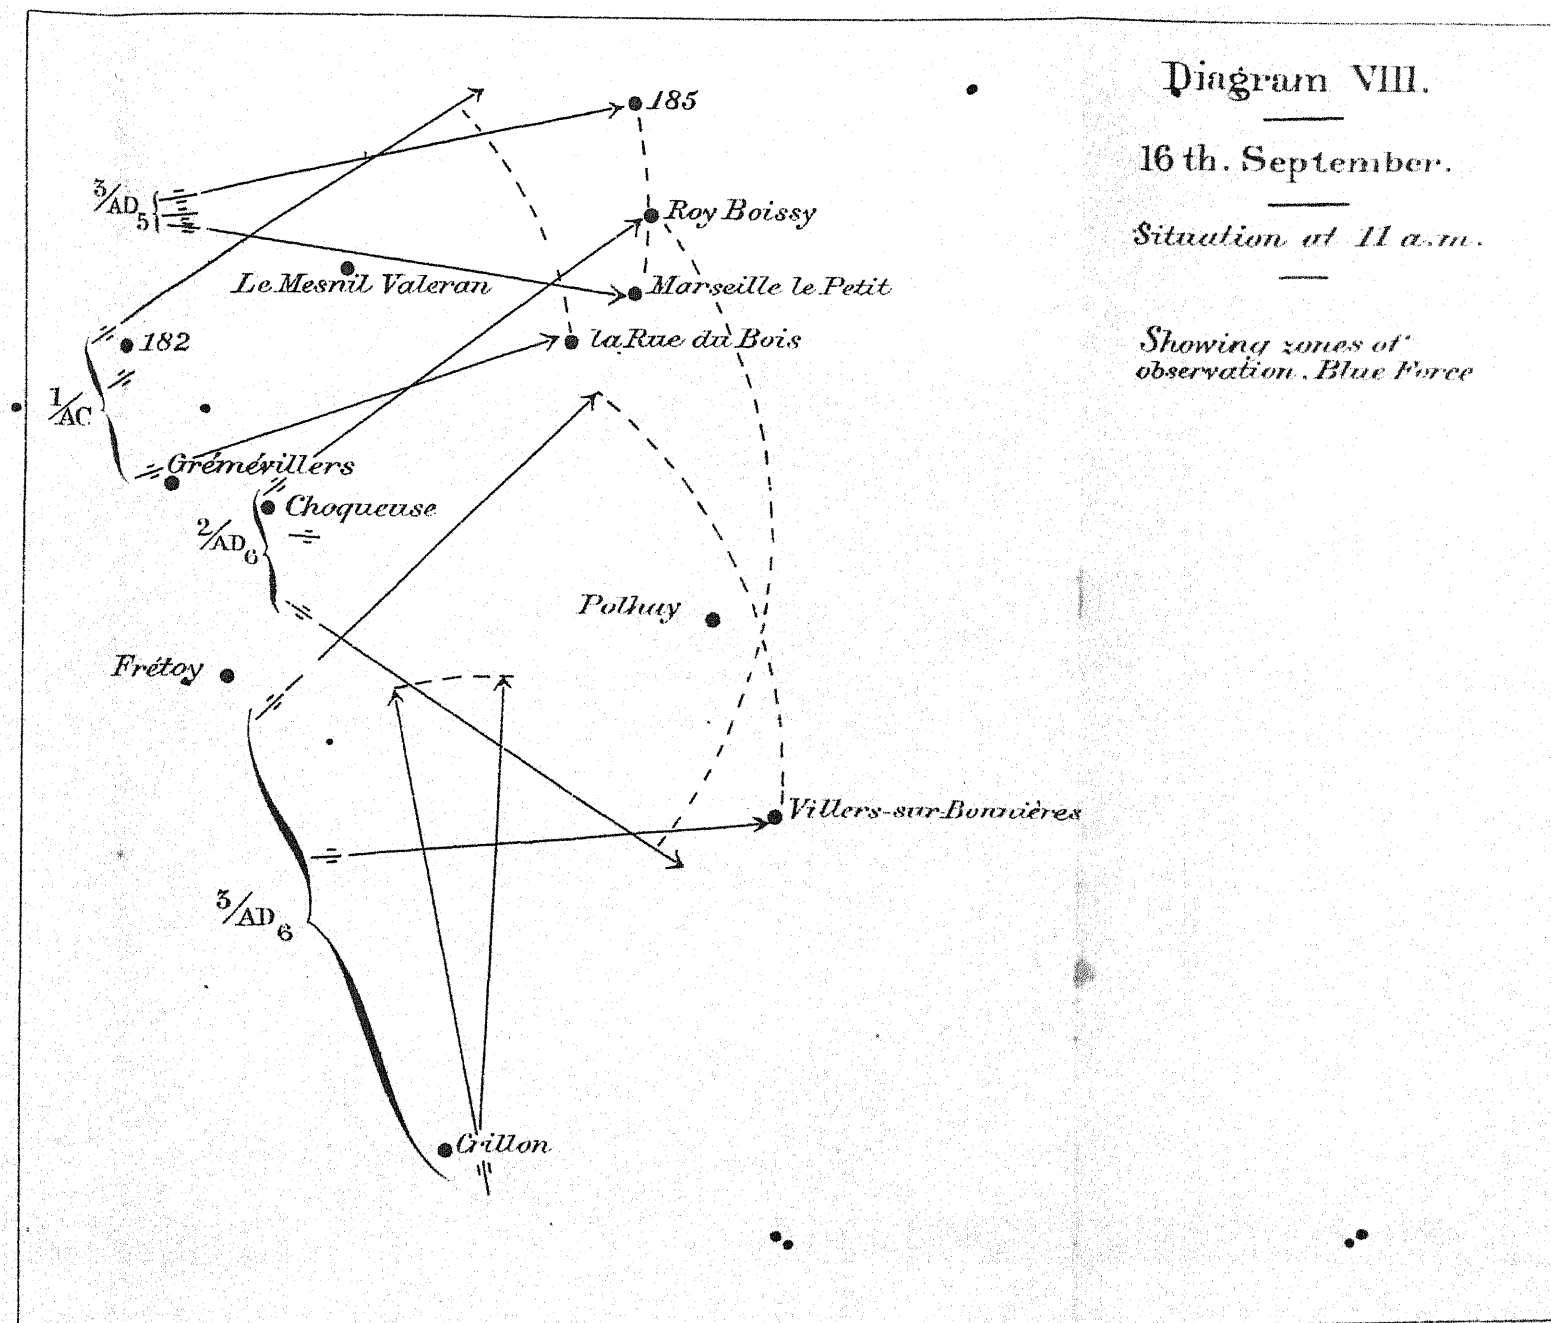 Diagram VIII.
16 th. September.
Situation at 11 a.m.
Showing zones of
observation. Blue Force
185
3/AD5
Roy Boissy
Le Mesnil Valeran
Marseille le Petit
182
la Rue du Bois
1/AC
Grémévillers
Choqueuse
2/AD6
Polhuy
Frétoy
Villers-sur-Bonnières
3/AD6
Crillon